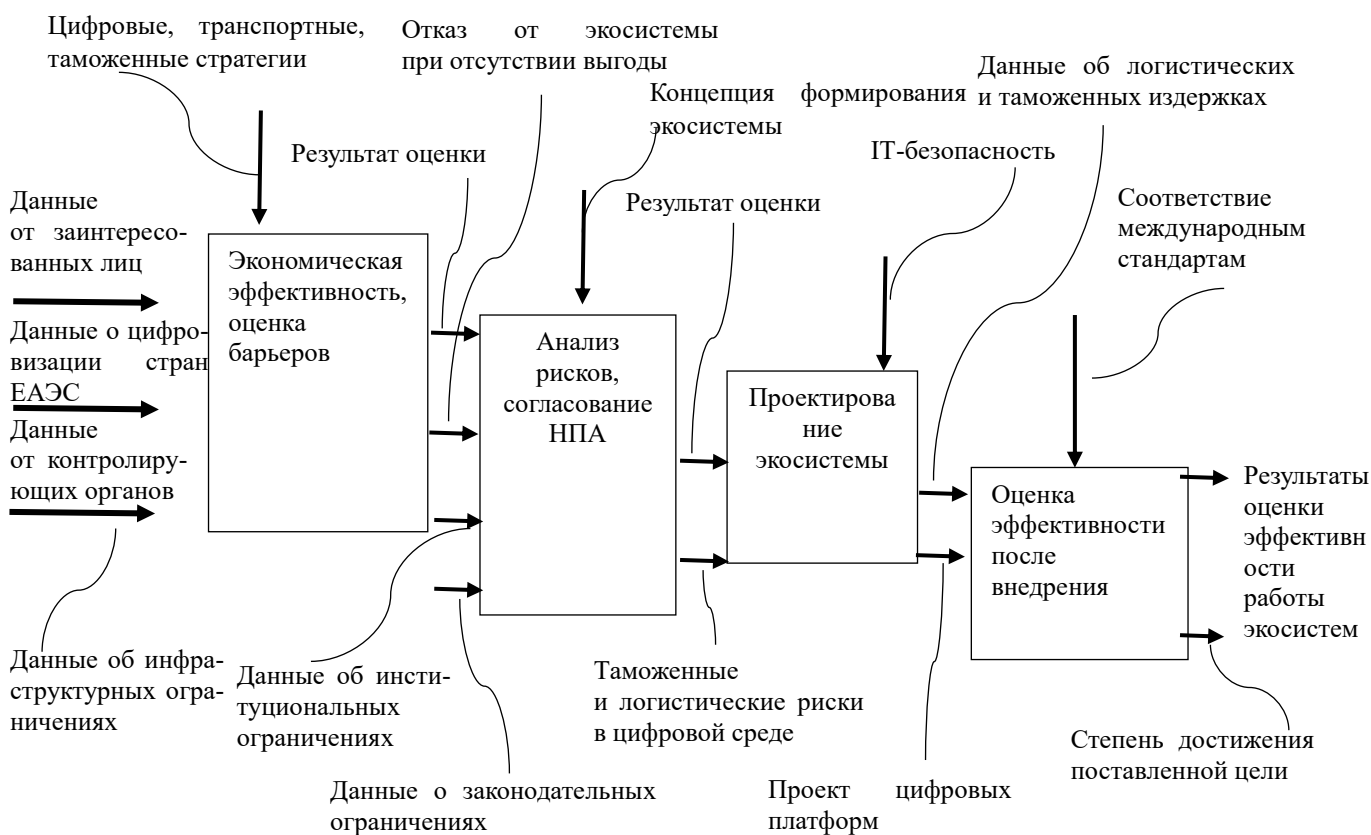 Цифровые, транспортные,
таможенные стратегии
Отказ от экосистемы
при отсутствии выгоды
Концепция формирования
экосистемы
Данные об логистических
и таможенных издержках
IT-безопасность
Результат оценки
Результат оценки
Соответствие
международным
стандартам
Данные
от заинтересо-
ванных лиц
Данные о цифро-
визации стран
ЕАЭС
Данные
от контролиру-
ющих органов
Экономическая
эффективность,
оценка
барьеров
Анализ
рисков,
согласование
НПА
Проектирова
ние
экосистемы
Оценка
эффективности
после
внедрения
Результаты
оценки
эффективн
ости
работы
экосистем
Данные об инфра-
структурных огра-
ничениях
Данные об инсти-
туциональных
ограничениях
Таможенные
и логистические риски
в цифровой среде
Степень достижения
поставленной цели
Данные о законодательных
ограничениях
Проект цифровых
платформ